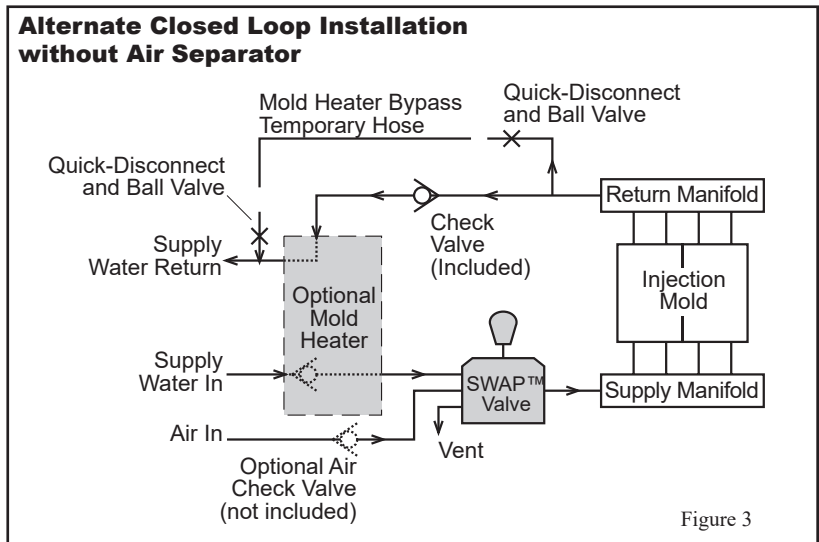 Alternate Closed Loop Installation
without Air Separator
Mold Heater Bypass
Temporary Hose
Quick-Disconnect
and Ball Valve
Quick-Disconnect
and Ball Valve
Return Manifold
Check
Valve
(Included)
Supply
Water Return
Injection
Mold
Optional
Mold
Heater
Supply
Water In
SWAP™
Valve
Supply Manifold
Air In
Vent
Optional Air
Check Valve
(not included)
Figure 3